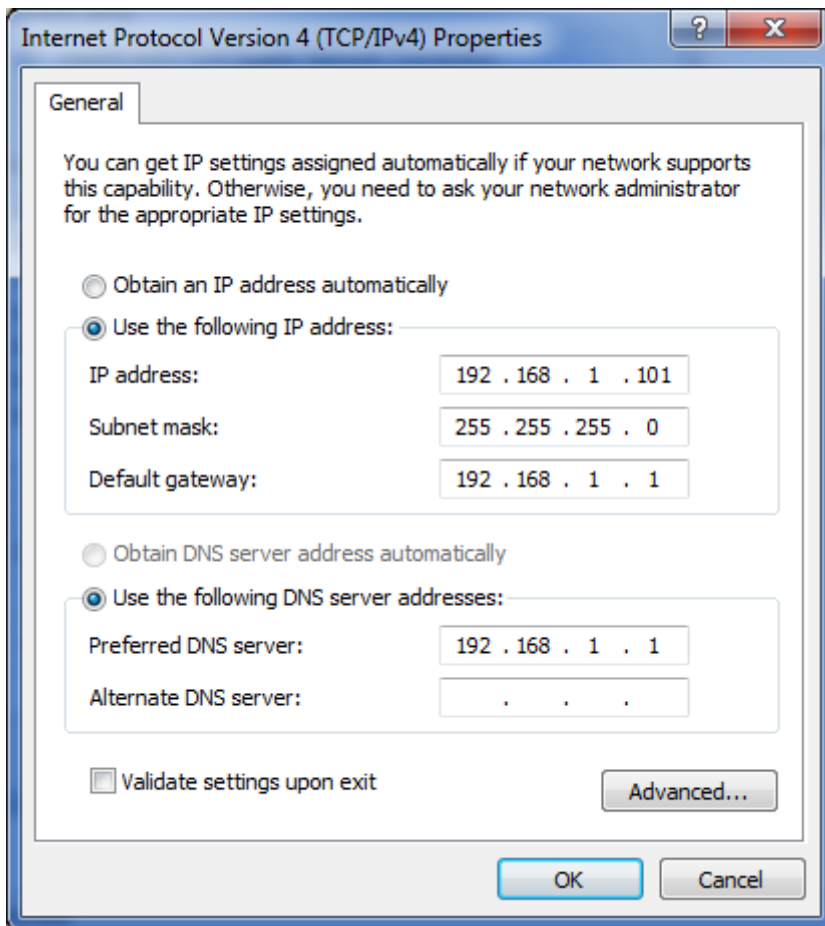 Internet Protocol Version 4 (TCP/IPv4) Properties
?
General
You can get IP settings assigned automatically if your network supports
this capability. Otherwise, you need to ask your network administrator
for the appropriate IP settings.
Obtain an IP address automatically
Use the following IP address:
IP address: 192 . 168 . 1 . 101
Subnet mask: 255 . 255 . 255 . 0
Default gateway: 192 . 168 . 1 . 1
Obtain DNS server address automatically
Use the following DNS server addresses:
Preferred DNS server: 192 . 168 . 1 . 1
Alternate DNS server: . . .
Validate settings upon exit
Advanced...
OK Cancel